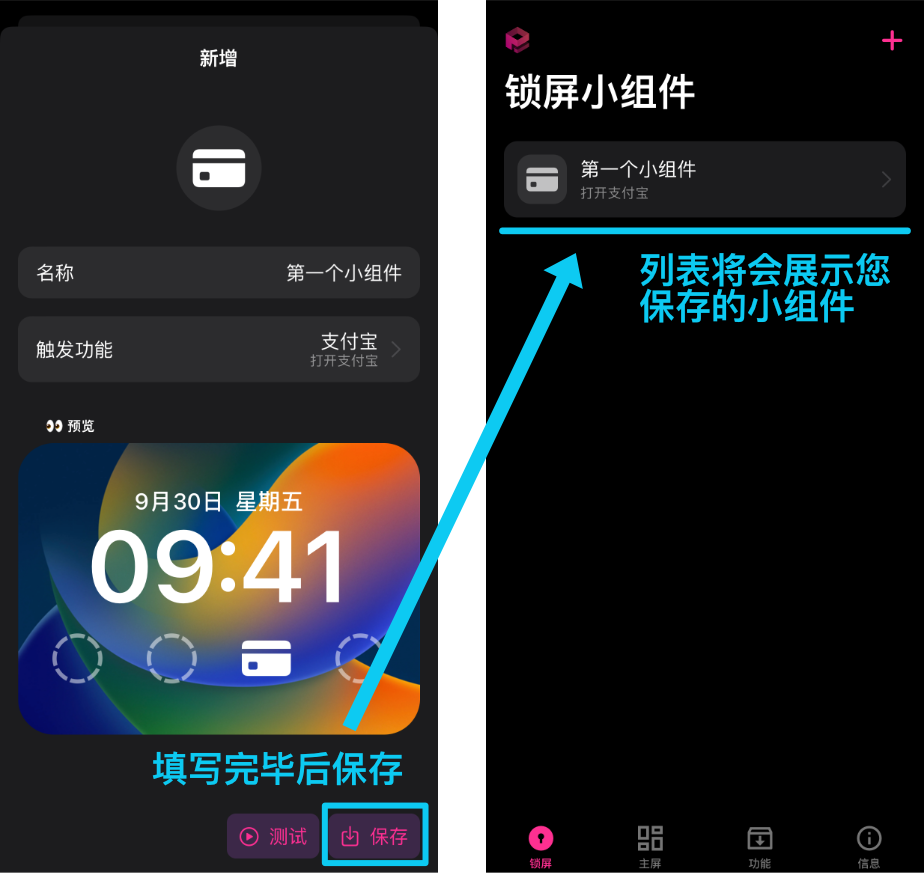 新增
名称
第一个小组件
触发功能
支付宝
打开支付宝
👀 预览
9月30日 星期五
09:41
填写完毕后保存
测试
保存
锁屏小组件
第一个小组件
打开支付宝
列表将会展示您
保存的小组件
锁屏
主屏
功能
信息